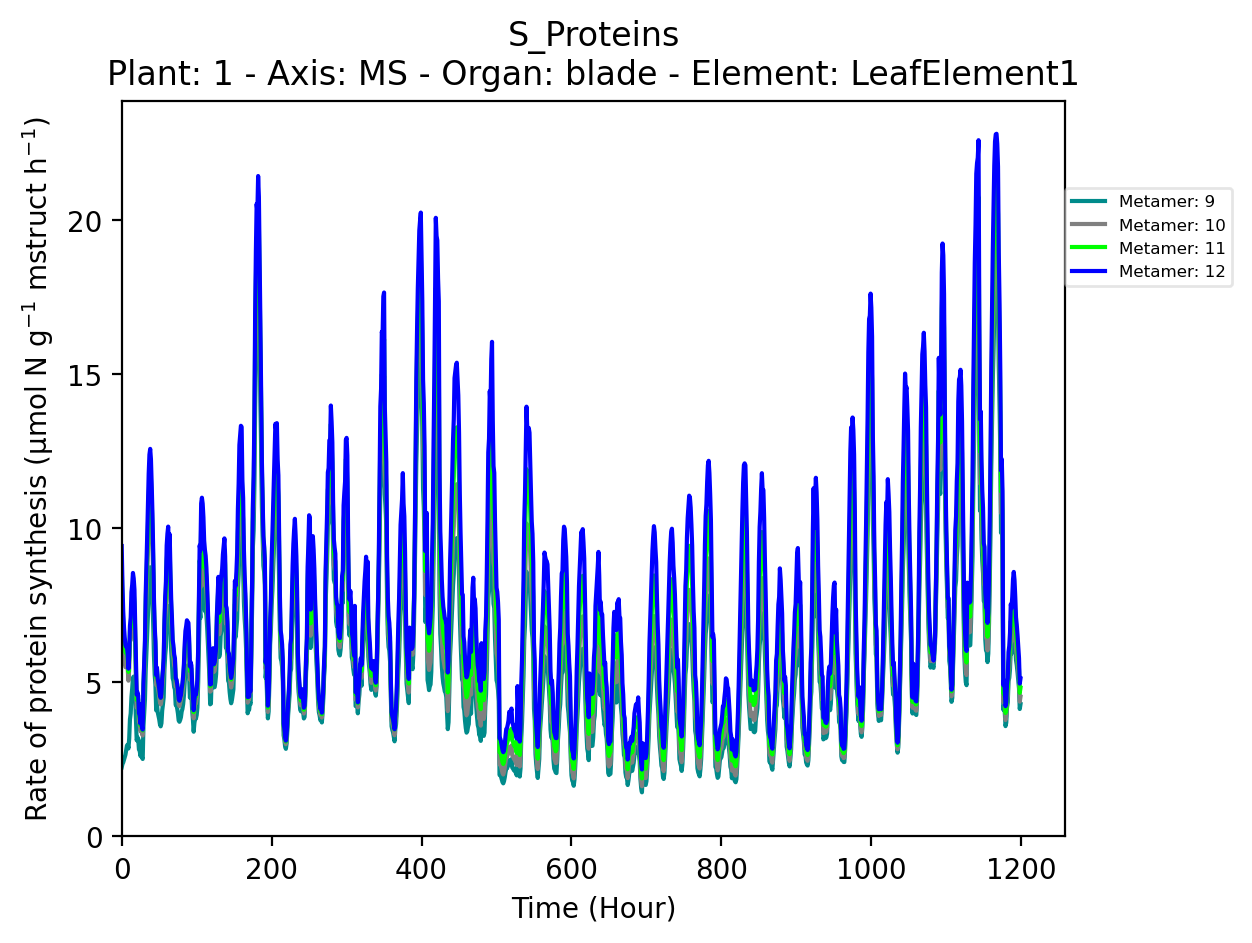 S_Proteins
Plant: 1 - Axis: MS - Organ: blade - Element: LeafElement1
Rate of protein synthesis (µmol N g⁻¹ mstruct h⁻¹)
20
15
10
5
0
0 200 400 600 800 1000 1200
Time (Hour)
Metamer: 9
Metamer: 10
Metamer: 11
Metamer: 12